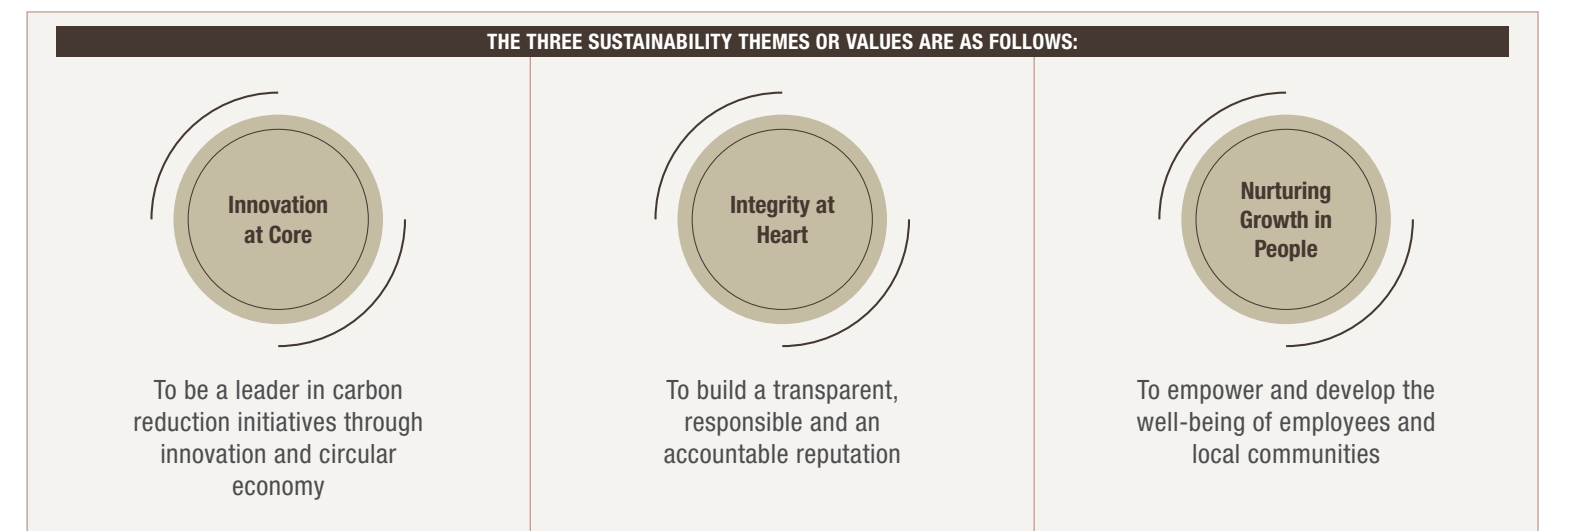 THE THREE SUSTAINABILITY THEMES OR VALUES ARE AS FOLLOWS:
Innovation
at Core
To be a leader in carbon
reduction initiatives through
innovation and circular
economy
Integrity at
Heart
To build a transparent,
responsible and an
accountable reputation
Nurturing
Growth in
People
To empower and develop the
well-being of employees and
local communities